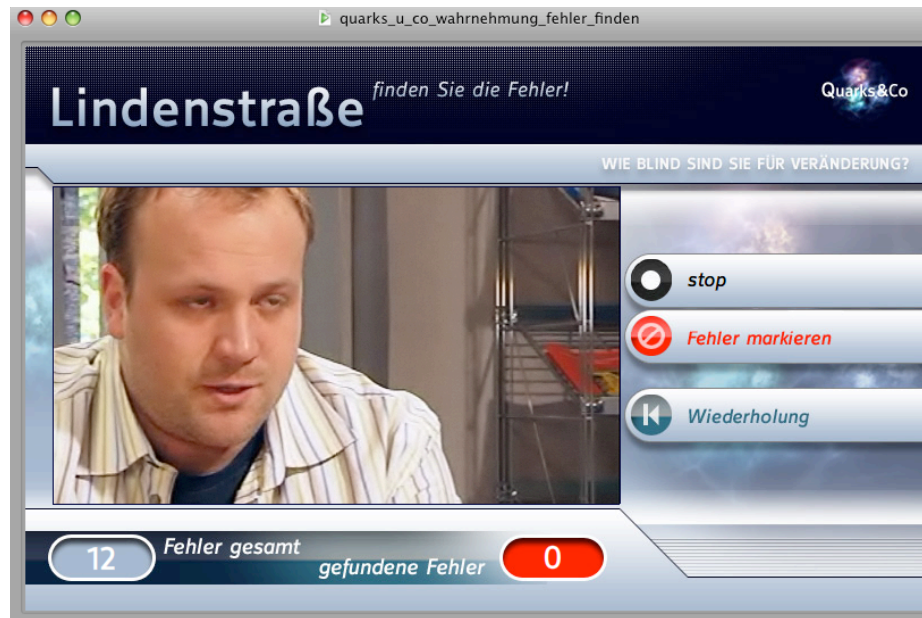 quarks_u_co_wahrnehmung_fehler_finden
Lindenstraße
finden Sie die Fehler!
Quarks&Co
WIE BLIND SIND SIE FÜR VERÄNDERUNG?
stop
Fehler markieren
Wiederholung
12
Fehler gesamt
gefundene Fehler
0